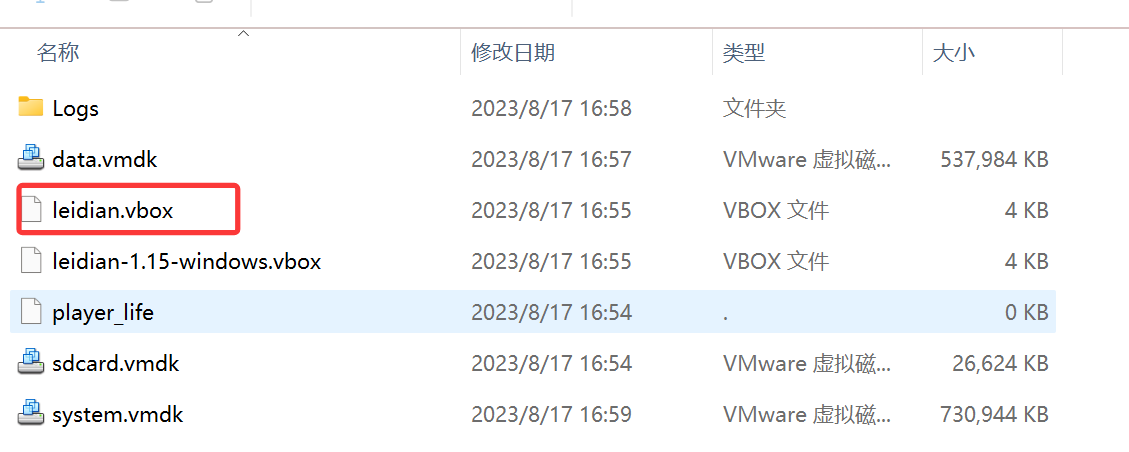 名称 修改日期 类型 大小
Logs 2023/8/17 16:58 文件夹
data.vmdk 2023/8/17 16:57 VMware 虚拟磁... 537,984 KB
leidian.vbox 2023/8/17 16:55 VBOX 文件 4 KB
leidian-1.15-windows.vbox 2023/8/17 16:55 VBOX 文件 4 KB
player_life 2023/8/17 16:54 . 0 KB
sdcard.vmdk 2023/8/17 16:54 VMware 虚拟磁... 26,624 KB
system.vmdk 2023/8/17 16:59 VMware 虚拟磁... 730,944 KB